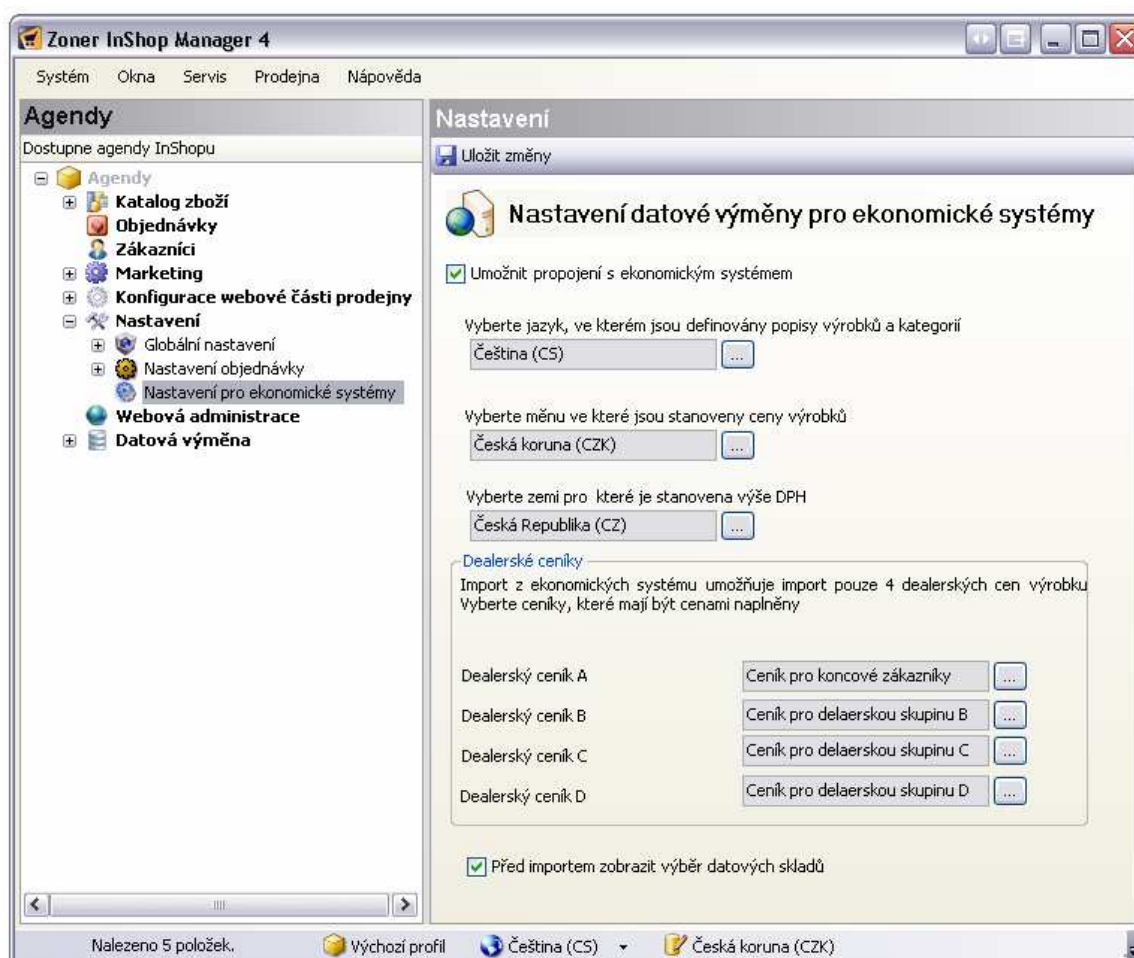 Zoner InShop Manager 4
Systém Okna Servis Prodejna Nápověda
Agendy
Dostupne agendy InShopu
Agendy
Katalog zboží
Objednávky
Zákazníci
Marketing
Konfigurace webové části prodejny
Nastavení
Globální nastavení
Nastavení objednávky
Nastavení pro ekonomické systémy
Webová administrace
Datová výměna
Nastavení
Uložit změny
Nastavení datové výměny pro ekonomické systémy
Umožnit propojení s ekonomickým systémem
Vyberte jazyk, ve kterém jsou definovány popisy výrobků a kategorií
Čeština (CS) ...
Vyberte měnu ve které jsou stanoveny ceny výrobků
Česká koruna (CZK) ...
Vyberte zemi pro které je stanovena výše DPH
Česká Republika (CZ) ...
Dealerské ceníky
Import z ekonomických systému umožňuje import pouze 4 dealerských cen výrobku
Vyberte ceníky, které mají být cenami naplněny
Dealerský ceník A Ceník pro koncové zákazníky ...
Dealerský ceník B Ceník pro delaerskou skupinu B ...
Dealerský ceník C Ceník pro delaerskou skupinu C ...
Dealerský ceník D Ceník pro delaerskou skupinu D ...
Před importem zobrazit výběr datových skladů
Nalezeno 5 položek. Výchozí profil Čeština (CS) Česká koruna (CZK)